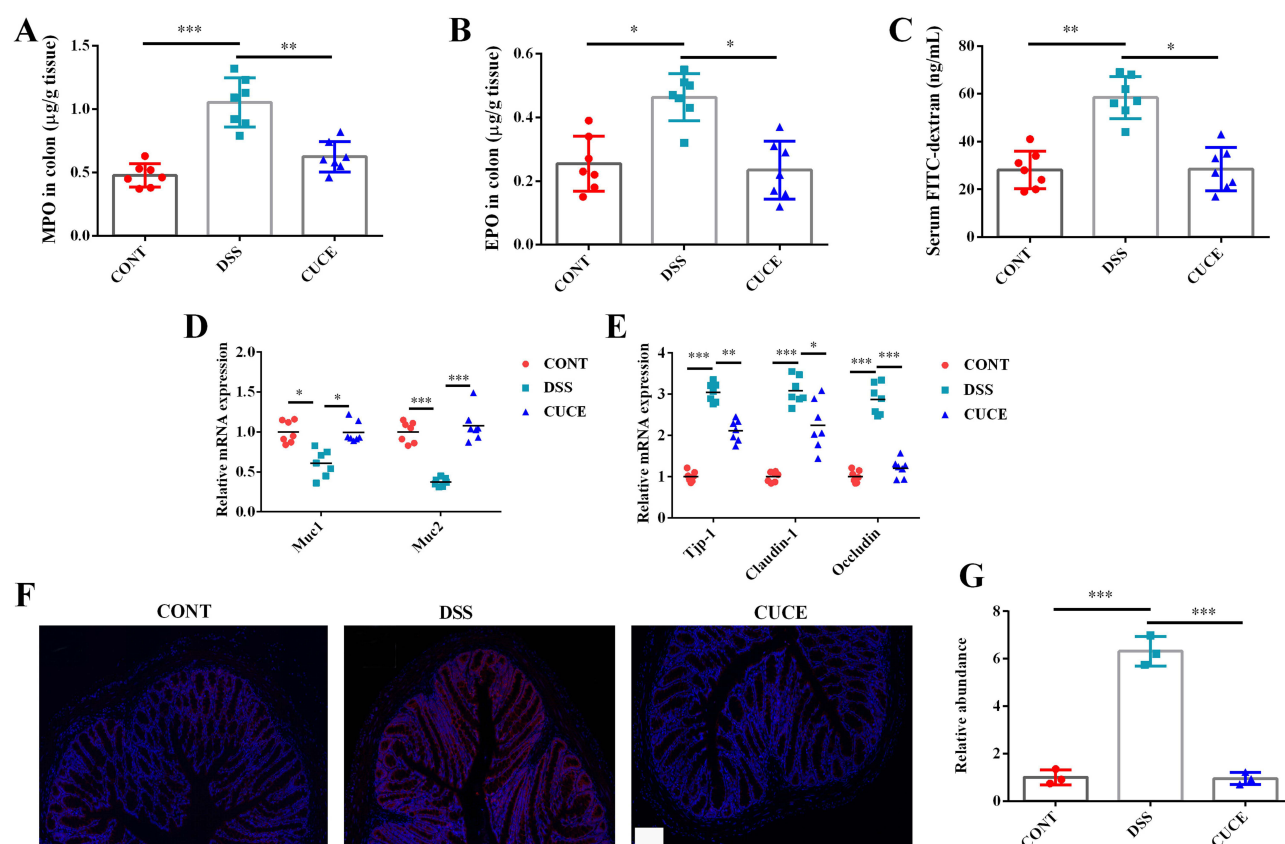 A
MPO in colon (μg/g tissue)
1.5
1.0
0.5
0.0
***
**
CONT
DSS
CUCE
B
EPO in colon (μg/g tissue)
0.6
0.4
0.2
0.0
*
*
CONT
DSS
CUCE
C
Serum FITC-dextran (ng/mL)
80
60
40
20
0
**
*
CONT
DSS
CUCE
D
Relative mRNA expression
2.0
1.5
1.0
0.5
0.0
*
*
***
***
Muc1
Muc2
CONT
DSS
CUCE
E
Relative mRNA expression
4
3
2
1
0
***
**
***
*
***
***
Tjp-1
Claudin-1
Occludin
CONT
DSS
CUCE
F
CONT
DSS
CUCE
G
Relative abundance
8
6
4
2
0
***
***
CONT
DSS
CUCE